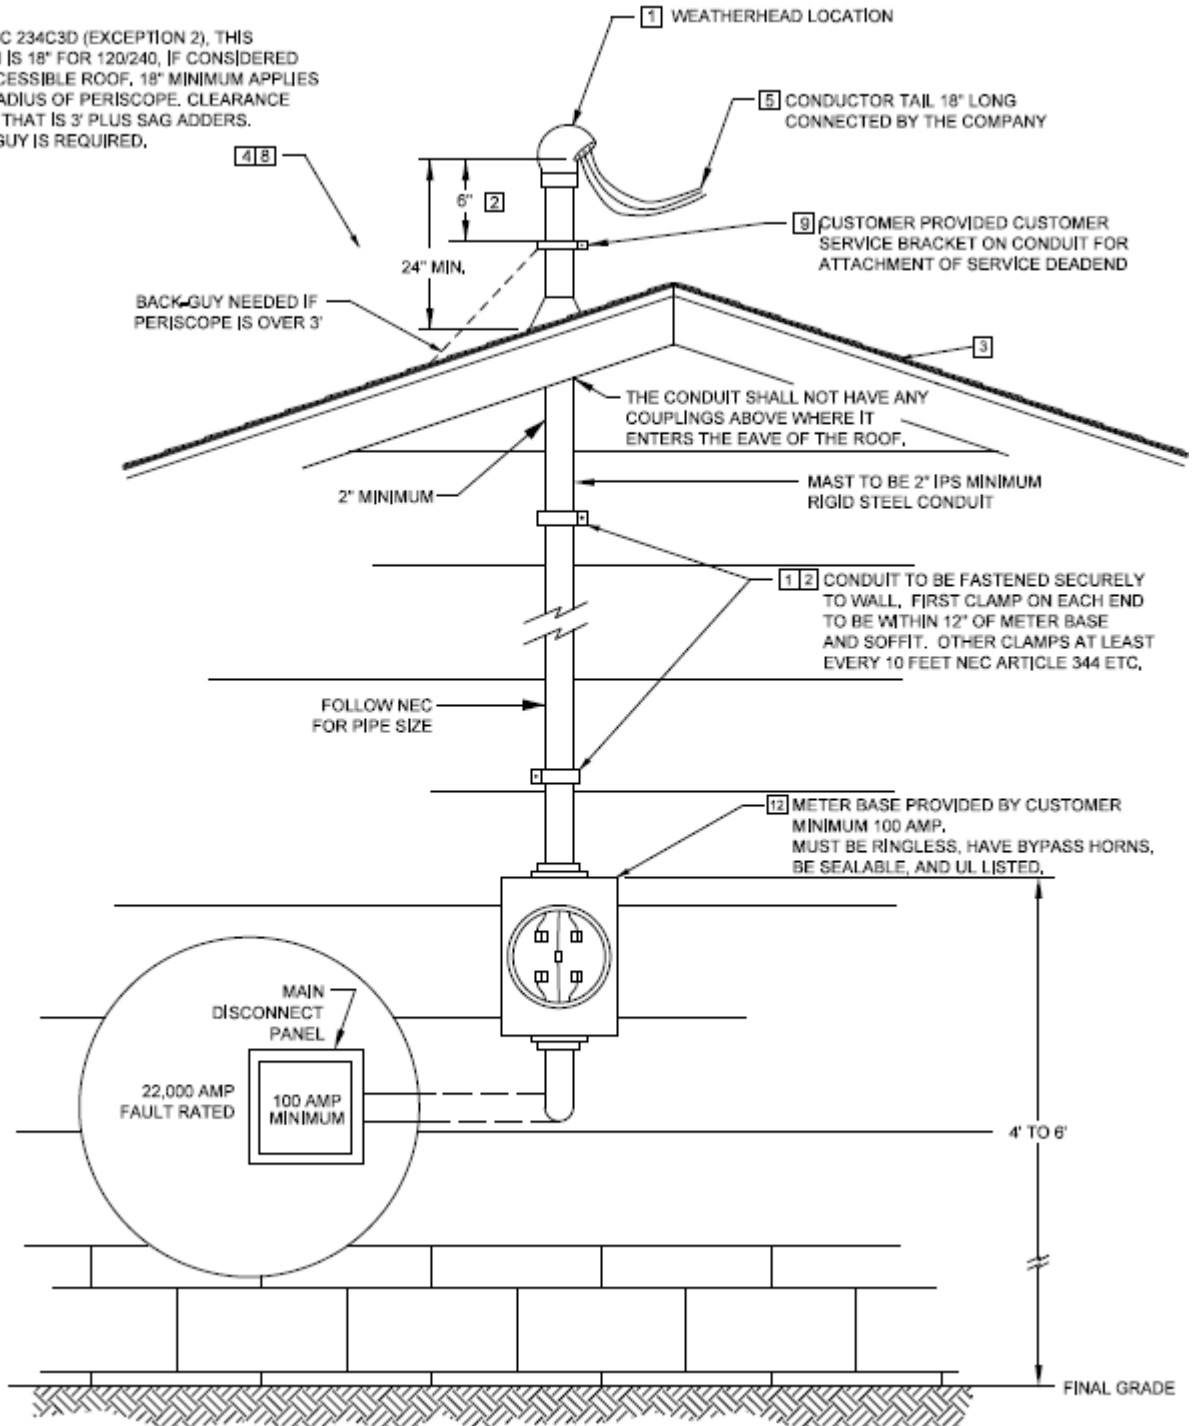 1 WEATHERHEAD LOCATION
C 234C3D (EXCEPTION 2), THIS
IS 18" FOR 120/240, IF CONSIDERED
CESSIBLE ROOF. 18" MINIMUM APPLIES
ADIUS OF PERISCOPE. CLEARANCE
THAT IS 3' PLUS SAG ADDERS.
GUY IS REQUIRED.
4 8
5 CONDUCTOR TAIL 18" LONG
CONNECTED BY THE COMPANY
6" 2
24" MIN.
9 CUSTOMER PROVIDED CUSTOMER
SERVICE BRACKET ON CONDUIT FOR
ATTACHMENT OF SERVICE DEADEND
BACK-GUY NEEDED IF
PERISCOPE IS OVER 3'
3
THE CONDUIT SHALL NOT HAVE ANY
COUPLINGS ABOVE WHERE IT
ENTERS THE EAVE OF THE ROOF.
2" MINIMUM
MAST TO BE 2" IPS MINIMUM
RIGID STEEL CONDUIT
1 2 CONDUIT TO BE FASTENED SECURELY
TO WALL. FIRST CLAMP ON EACH END
TO BE WITHIN 12" OF METER BASE
AND SOFFIT. OTHER CLAMPS AT LEAST
EVERY 10 FEET NEC ARTICLE 344 ETC.
FOLLOW NEC
FOR PIPE SIZE
12 METER BASE PROVIDED BY CUSTOMER
MINIMUM 100 AMP.
MUST BE RINGLESS, HAVE BYPASS HORNS,
BE SEALABLE, AND UL LISTED.
MAIN
DISCONNECT
PANEL
22,000 AMP
FAULT RATED
100 AMP
MINIMUM
4' TO 6'
FINAL GRADE